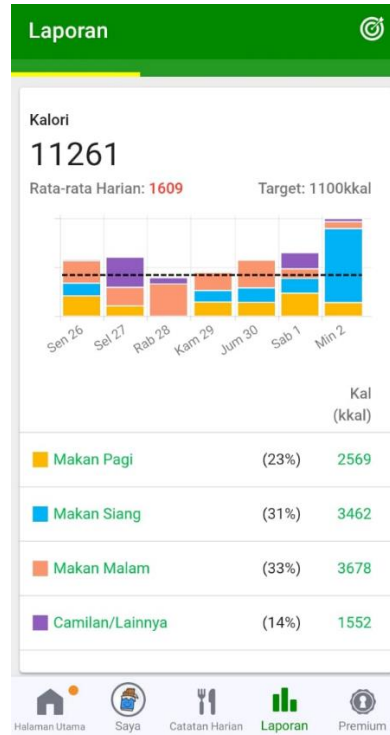 Laporan
Kalori
11261
Rata-rata Harian: 1609 Target: 1100kkal
Sen 26 Sel 27 Rab 28 Kam 29 Jum 30 Sab 1 Min 2
Kal
(kkal)
Makan Pagi (23%) 2569
Makan Siang (31%) 3462
Makan Malam (33%) 3678
Camilan/Lainnya (14%) 1552
Halaman Utama Saya Catatan Harian Laporan Premium